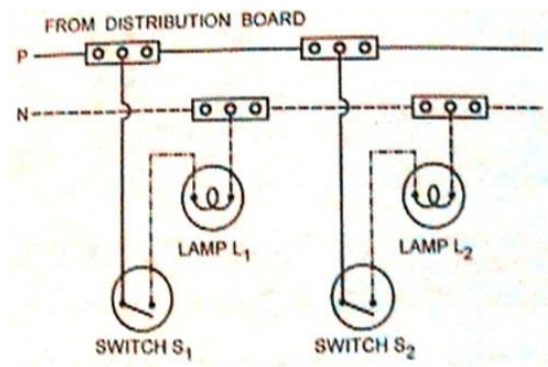 FROM DISTRIBUTION BOARD
P
N
LAMP L1
LAMP L2
SWITCH S1
SWITCH S2